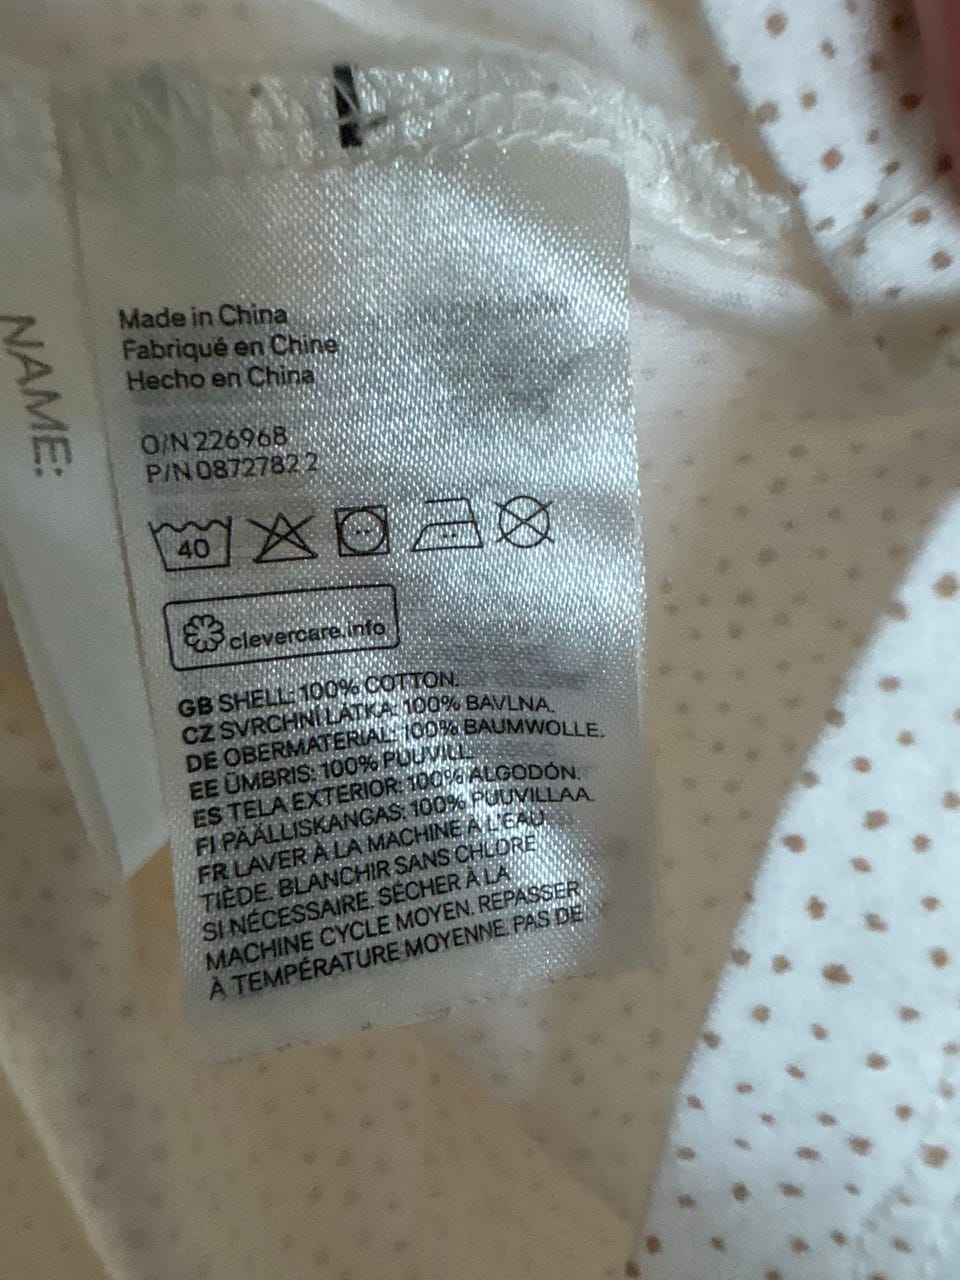 NAME:
Made in China
Fabriqué en Chine
Hecho en China
O/N 226968
P/N 0872782 2
40
clevercare.info
GB SHELL: 100% COTTON.
CZ SVRCHNÍ LÁTKA: 100% BAVLNA.
DE OBERMATERIAL: 100% BAUMWOLLE.
EE ÜMBRIS: 100% PUUVILL.
ES TELA EXTERIOR: 100% ALGODÓN.
FI PÄÄLLISKANGAS: 100% PUUVILLAA.
FR LAVER À LA MACHINE À L'EAU
TIÈDE. BLANCHIR SANS CHLORE
SI NÉCESSAIRE. SÉCHER À LA
MACHINE CYCLE MOYEN. REPASSER
À TEMPÉRATURE MOYENNE. PAS DE